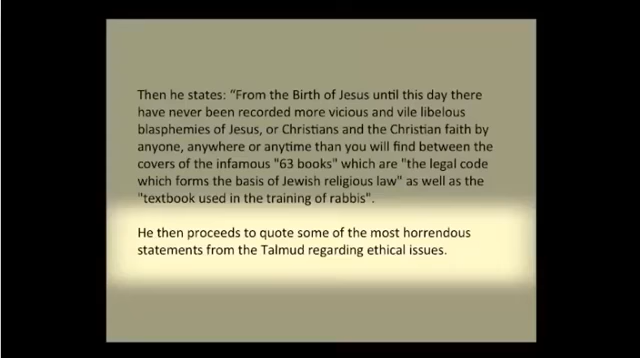 Then he states: “From the Birth of Jesus until this day there
have never been recorded more vicious and vile libelous
blasphemies of Jesus, or Christians and the Christian faith by
anyone, anywhere or anytime than you will find between the
covers of the infamous "63 books" which are "the legal code
which forms the basis of Jewish religious law" as well as the
"textbook used in the training of rabbis".
He then proceeds to quote some of the most horrendous
statements from the Talmud regarding ethical issues.